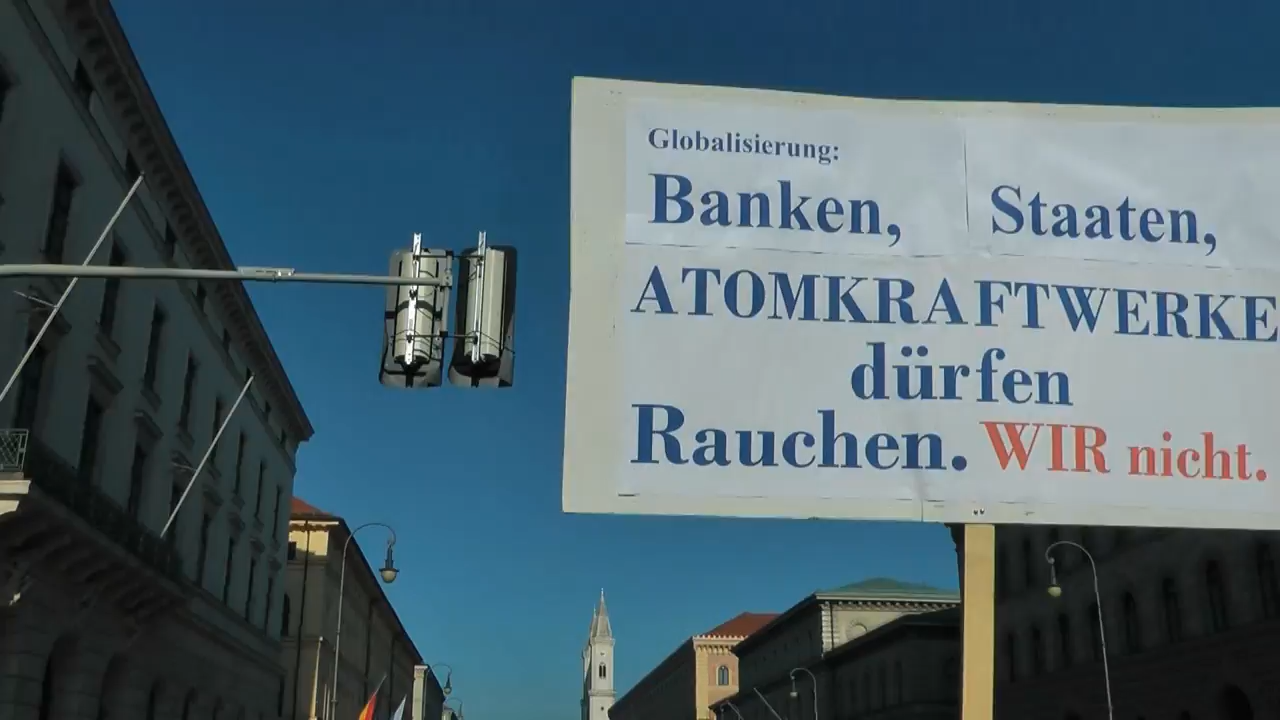 Globalisierung:
Banken, Staaten,
ATOMKRAFTWERKE
dürfen
Rauchen. WIR nicht.